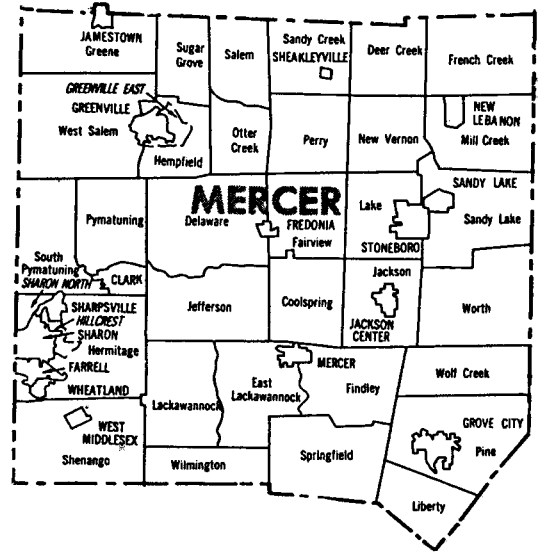 JAMESTOWN
Greene
Sugar
Grove
Salem
Sandy Creek
SHEAKLEYVILLE
Deer Creek
French Creek
GREENVILLE EAST
GREENVILLE
West Salem
Hempfield
Otter
Creek
Perry
New Vernon
NEW
LEBANON
Mill Creek
MERCER
Pymatuning
Delaware
FREDONIA
Fairview
Lake
STONEBORO
SANDY LAKE
Sandy Lake
South
Pymatuning
SHARON NORTH
CLARK
Jefferson
Coolspring
Jackson
JACKSON
CENTER
Worth
SHARPSVILLE
HILLCREST
SHARON
Hermitage
FARRELL
WHEATLAND
Lackawannock
East
Lackawannock
MERCER
Findley
Wolf Creek
WEST
MIDDLESEX
Shenango
Wilmington
Springfield
GROVE CITY
Pine
Liberty